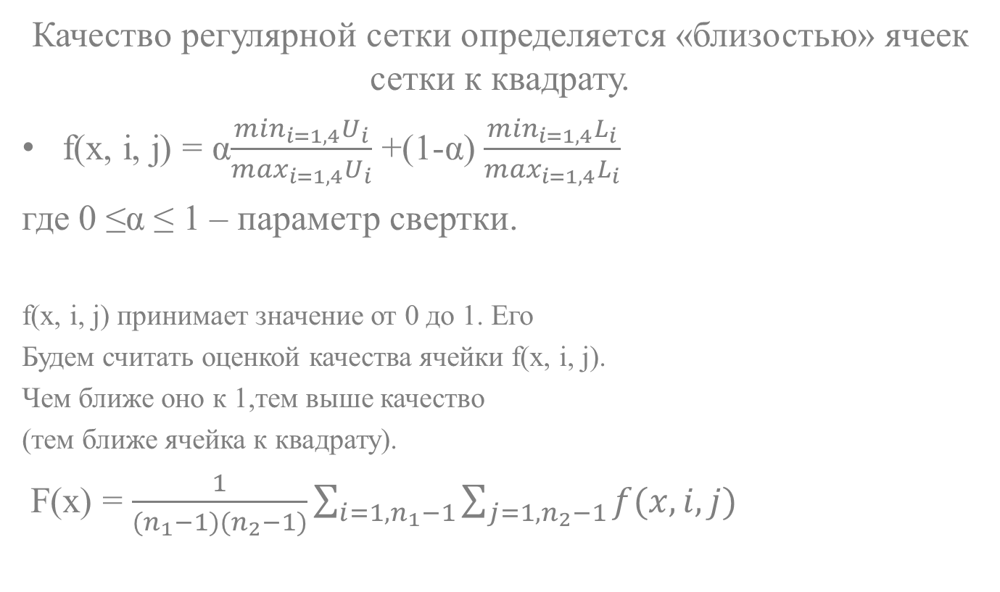 Качество регулярной сетки определяется «близостью» ячеек
сетки к квадрату.
• f(x, i, j) = α\frac{min_{i=1,4}U_i}{max_{i=1,4}U_i} +(1-α) \frac{min_{i=1,4}L_i}{max_{i=1,4}L_i}
где 0 ≤α ≤ 1 – параметр свертки.
f(x, i, j) принимает значение от 0 до 1. Его
Будем считать оценкой качества ячейки f(x, i, j).
Чем ближе оно к 1,тем выше качество
(тем ближе ячейка к квадрату).
F(x) = \frac{1}{(n_1−1)(n_2−1)}∑_{i=1,n_1−1}∑_{j=1,n_2−1}f(x, i, j)